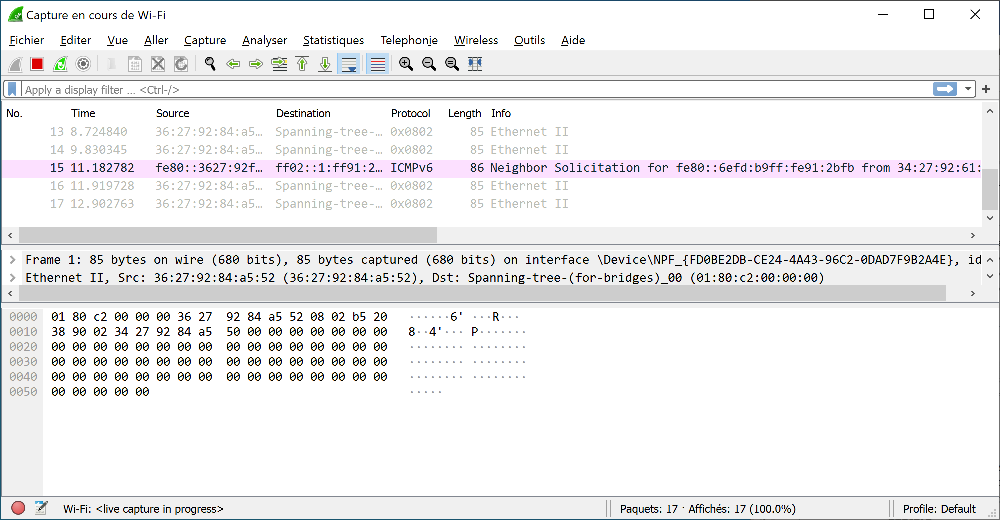 Capture en cours de Wi-Fi
Fichier Editer Vue Aller Capture Analyser Statistiques Telephonie Wireless Outils Aide
Apply a display filter … <Ctrl-/>
No. Time Source Destination Protocol Length Info
13 8.724840 36:27:92:84:a5… Spanning-tree-… 0x0802 85 Ethernet II
14 9.830345 36:27:92:84:a5… Spanning-tree-… 0x0802 85 Ethernet II
15 11.182782 fe80::3627:92f… ff02::1:ff91:2… ICMPv6 86 Neighbor Solicitation for fe80::6efd:b9ff:fe91:2bfb from 34:27:92:61:
16 11.919728 36:27:92:84:a5… Spanning-tree-… 0x0802 85 Ethernet II
17 12.902763 36:27:92:84:a5… Spanning-tree-… 0x0802 85 Ethernet II
Frame 1: 85 bytes on wire (680 bits), 85 bytes captured (680 bits) on interface \Device\NPF_{FD0BE2DB-CE24-4A43-96C2-0DAD7F9B2A4E}, id
Ethernet II, Src: 36:27:92:84:a5:52 (36:27:92:84:a5:52), Dst: Spanning-tree-(for-bridges)_00 (01:80:c2:00:00:00)
0000 01 80 c2 00 00 00 36 27 92 84 a5 52 08 02 b5 20 ······6' ···R···
0010 38 90 02 34 27 92 84 a5 50 00 00 00 00 00 00 00 8··4'··· P·······
0020 00 00 00 00 00 00 00 00 00 00 00 00 00 00 00 00 ········ ········
0030 00 00 00 00 00 00 00 00 00 00 00 00 00 00 00 00 ········ ········
0040 00 00 00 00 00 00 00 00 00 00 00 00 00 00 00 00 ········ ········
0050 00 00 00 00 00 ·····
Wi-Fi: <live capture in progress> Paquets: 17 · Affichés: 17 (100.0%) Profile: Default